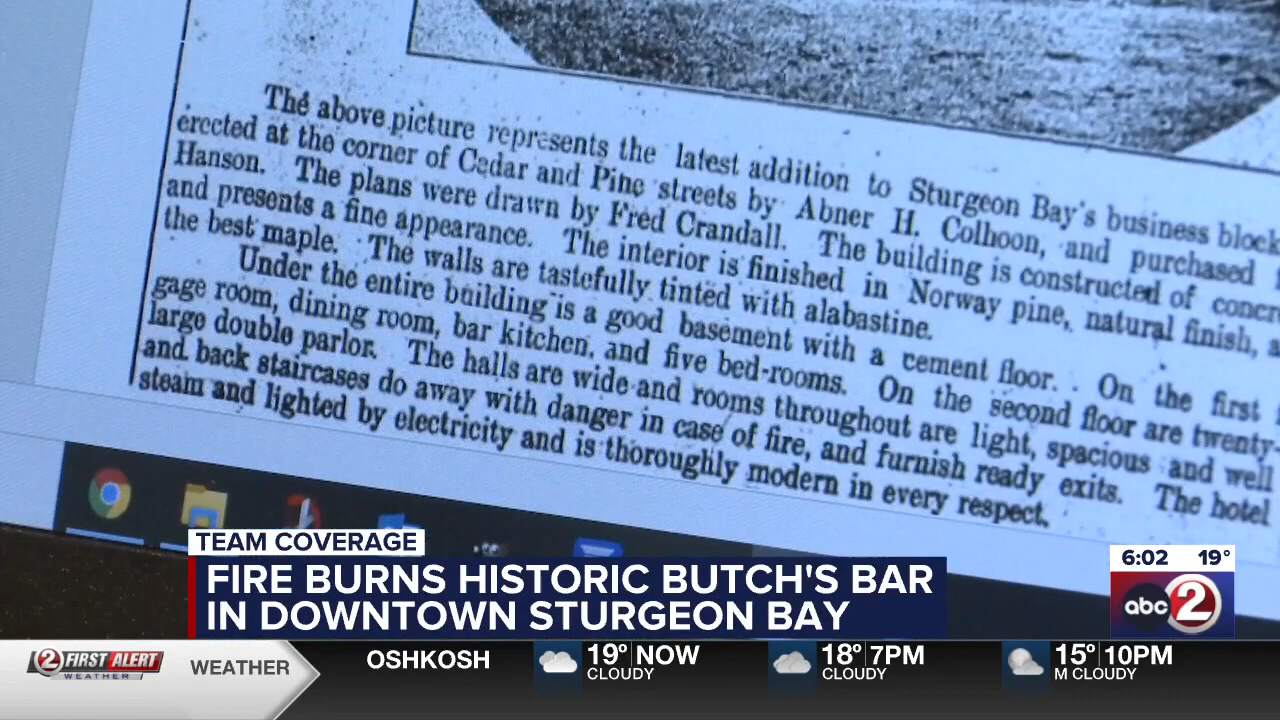 The above picture represents the latest addition to Sturgeon Bay's business block
erected at the corner of Cedar and Pine streets by Abner H. Colhoon, and purchased
Hanson. The plans were drawn by Fred Crandall. The building is constructed of concre
and presents a fine appearance. The interior is finished in Norway pine, natural finish, a
the best maple. The walls are tastefully tinted with alabastine.
Under the entire building is a good basement with a cement floor. On the first
gage room, dining room, bar kitchen, and five bed-rooms. On the second floor are twenty-
large double parlor. The halls are wide and rooms throughout are light, spacious and well
and back staircases do away with danger in case of fire, and furnish ready exits. The hotel
steam and lighted by electricity and is thoroughly modern in every respect.
TEAM COVERAGE
FIRE BURNS HISTORIC BUTCH'S BAR
IN DOWNTOWN STURGEON BAY
6:02 19°
abc 2
2 FIRST ALERT
WEATHER
WEATHER
OSHKOSH
19° NOW
CLOUDY
18° 7PM
CLOUDY
15° 10PM
M CLOUDY